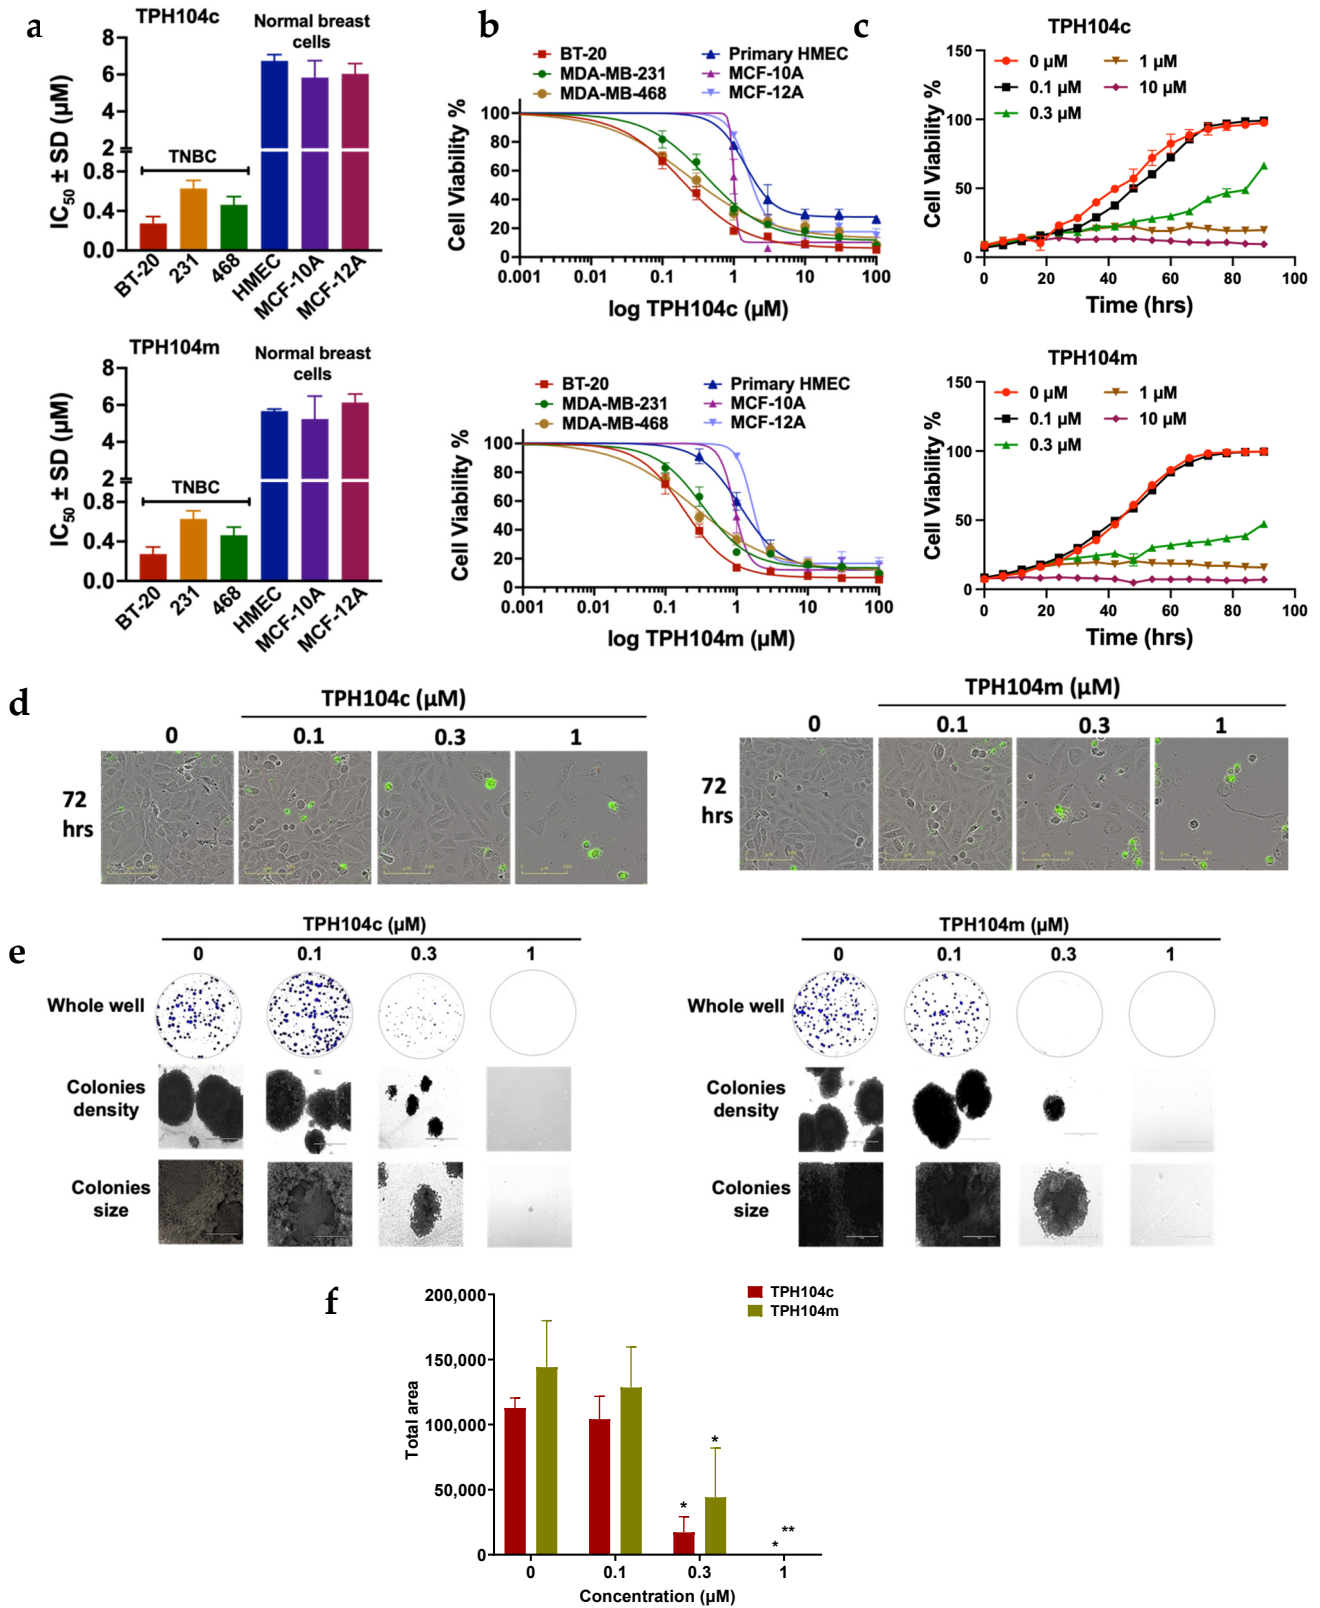 a
TPH104c
Normal breast
cells
8
6
4
2
0.8
0.4
0.0
IC50 ± SD (µM)
TNBC
BT-20
231
468
HMEC
MCF-10A
MCF-12A
TPH104m
Normal breast
cells
8
6
4
2
0.8
0.4
0.0
IC50 ± SD (µM)
TNBC
BT-20
231
468
HMEC
MCF-10A
MCF-12A
b
BT-20
MDA-MB-231
MDA-MB-468
Primary HMEC
MCF-10A
MCF-12A
Cell Viability %
100
80
60
40
20
0
0.001
0.01
0.1
1
10
100
log TPH104c (µM)
BT-20
MDA-MB-231
MDA-MB-468
Primary HMEC
MCF-10A
MCF-12A
Cell Viability %
100
80
60
40
20
0
0.001
0.01
0.1
1
10
100
log TPH104m (µM)
c
TPH104c
0 µM
0.1 µM
0.3 µM
1 µM
10 µM
Cell Viability %
150
100
50
0
0
20
40
60
80
100
Time (hrs)
TPH104m
0 µM
0.1 µM
0.3 µM
1 µM
10 µM
Cell Viability %
150
100
50
0
0
20
40
60
80
100
Time (hrs)
d
TPH104c (µM)
0
0.1
0.3
1
72
hrs
TPH104m (µM)
0
0.1
0.3
1
72
hrs
e
TPH104c (µM)
0
0.1
0.3
1
Whole well
Colonies
density
Colonies
size
TPH104m (µM)
0
0.1
0.3
1
Whole well
Colonies
density
Colonies
size
f
TPH104c
TPH104m
Total area
200,000
150,000
100,000
50,000
0
*
*
*
**
0
0.1
0.3
1
Concentration (µM)